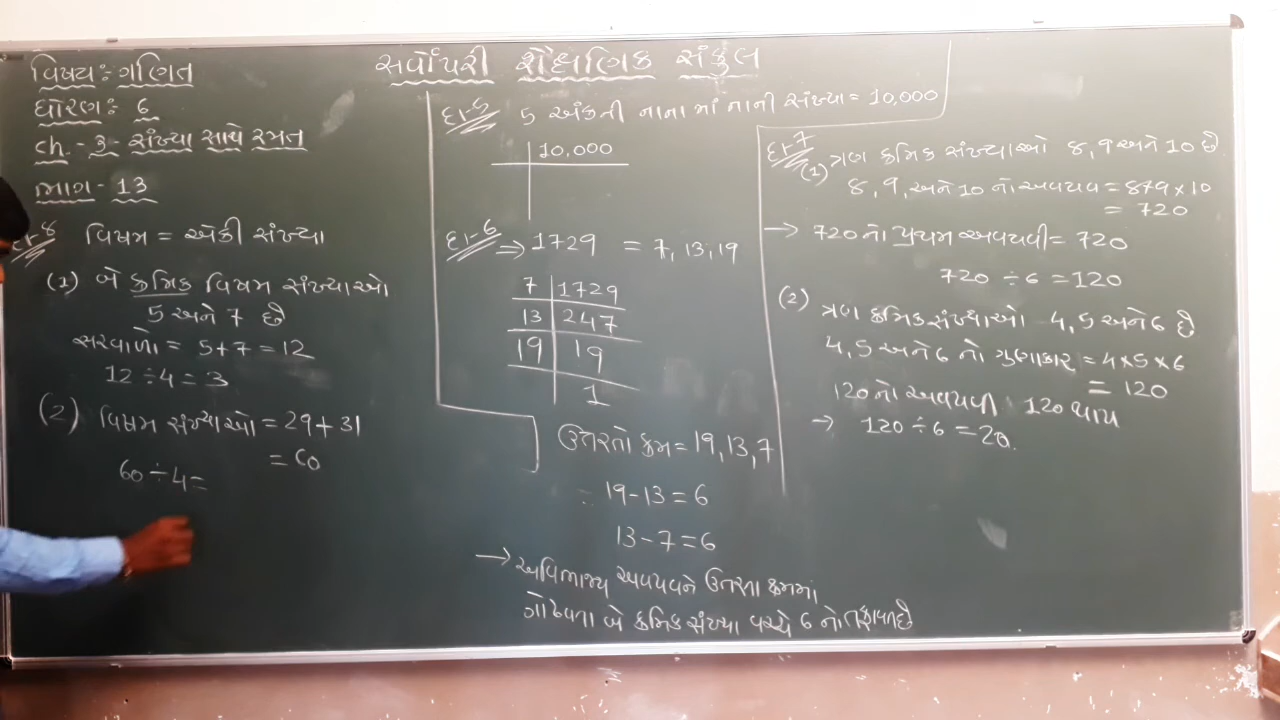 સર્વોપરી શૈક્ષણિક સંકુલ
વિષયઃ ગણિત
ધોરણઃ 6
ch.- 3 - સંખ્યા સાથે રમત
ભાગ - 13
દા-8 વિષમ = એકી સંખ્યા
(1) બે ક્રમિક વિષમ સંખ્યાઓ
5 અને 7 છે
સરવાળો = 5+7 = 12
12 ÷ 4 = 3
(2) વિષમ સંખ્યાઓ = 29 + 31
= 60
60 ÷ 4 =
દા-5 5 અંકની નાનામાં નાની સંખ્યા = 10,000
10,000
દા-6 ⇒ 1729 = 7, 13, 19
7 | 1729
13 | 247
19 | 19
1
ઉતરતો ક્રમ = 19, 13, 7
19 - 13 = 6
13 - 7 = 6
→ અવિભાજ્ય અવયવને ઉતરતા ક્રમમાં
ગોઠવતા બે ક્રમિક સંખ્યા વચ્ચે 6 નો તફાવત છે
દા-7
(1) ત્રણ ક્રમિક સંખ્યાઓ 8, 9 અને 10 છે
8, 9, અને 10 નો અવયવ = 8×9×10
= 720
→ 720 નો પ્રથમ અવયવી = 720
720 ÷ 6 = 120
(2) ત્રણ ક્રમિક સંખ્યાઓ 4, 5 અને 6 છે
4, 5 અને 6 નો ગુણાકાર = 4×5×6
= 120
120 નો અવયવી 120 થાય
→ 120 ÷ 6 = 20.